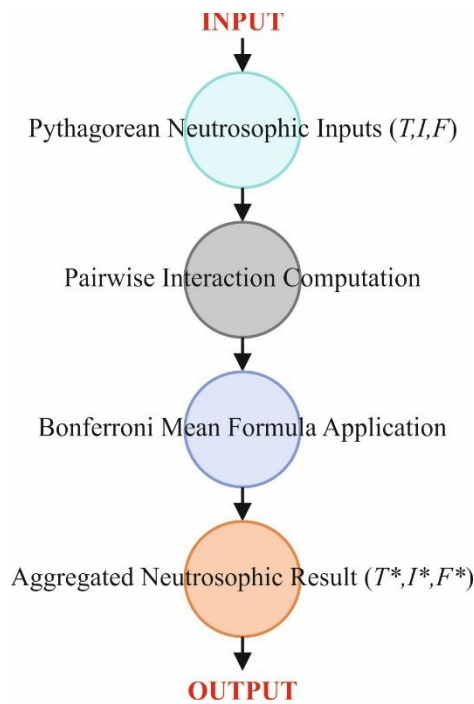 INPUT
Pythagorean Neutrosophic Inputs (T,I,F)
Pairwise Interaction Computation
Bonferroni Mean Formula Application
Aggregated Neutrosophic Result (T*,I*,F*)
OUTPUT